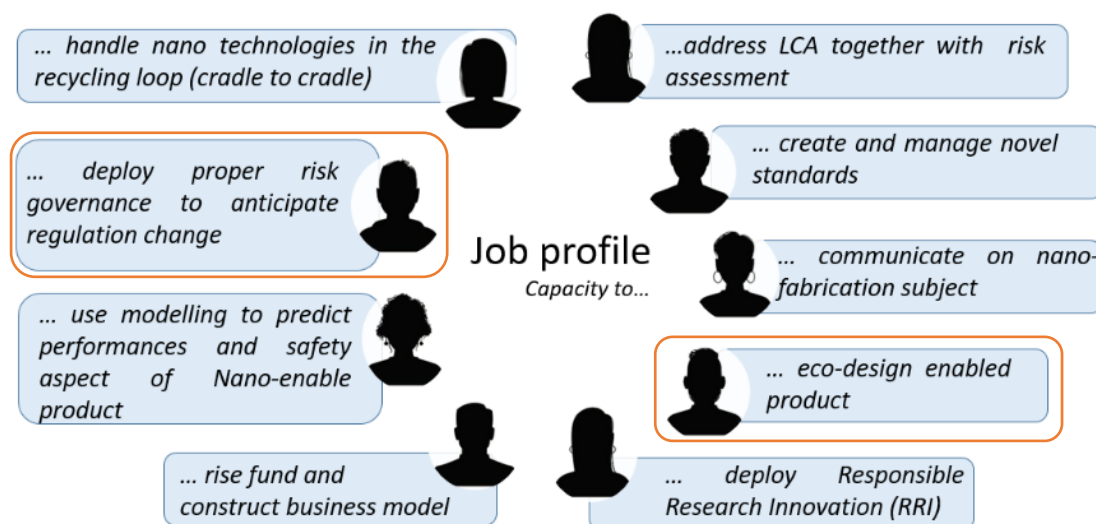 ... handle nano technologies in the
recycling loop (cradle to cradle)
...address LCA together with risk
assessment
... deploy proper risk
governance to anticipate
regulation change
... create and manage novel
standards
Job profile
Capacity to...
... communicate on nano-
fabrication subject
... use modelling to predict
performances and safety
aspect of Nano-enable
product
... eco-design enabled
product
... rise fund and
construct business model
... deploy Responsible
Research Innovation (RRI)